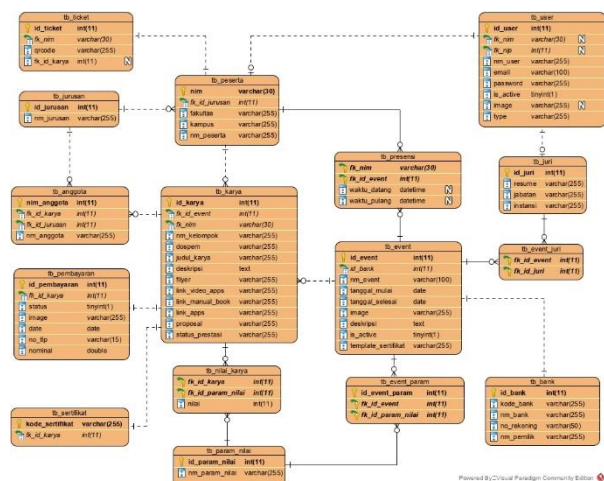 tb_ticket
id_ticket int(11)
fk_nim varchar(30)
qrcode varchar(255)
fk_id_karya int(11) N
tb_user
id_user int(11)
fk_nim varchar(30) N
fk_nip int(11) N
nm_user varchar(255)
email varchar(100)
password varchar(255)
is_active tinyint(1)
image varchar(255) N
type varchar(255)
tb_jurusan
id_jurusan int(11)
nm_jurusan varchar(255)
tb_peserta
nim varchar(30)
fk_id_jurusan int(11)
fakultas varchar(255)
kampus varchar(255)
nm_peserta varchar(255)
tb_presensi
fk_nim varchar(30)
fk_id_event int(11)
waktu_datang datetime N
waktu_pulang datetime N
tb_juri
id_juri int(11)
resume varchar(255)
jabatan varchar(255)
instansi varchar(255)
tb_anggota
nim_anggota int(11)
fk_id_karya int(11)
fk_id_jurusan int(11)
nm_anggota varchar(255)
tb_karya
id_karya int(11)
fk_id_event int(11)
fk_nim varchar(30)
nm_kelompok varchar(255)
dospem varchar(255)
judul_karya varchar(255)
deskripsi text
fliyer varchar(255)
link_video_apps varchar(255)
link_manual_book varchar(255)
link_apps varchar(255)
proposal varchar(255)
status_prestasi varchar(255)
tb_event
id_event int(11)
id_bank int(11)
nm_event varchar(100)
tanggal_mulai date
tanggal_selesai date
image varchar(255)
deskripsi text
is_active tinyint(1)
template_sertifikat varchar(255)
tb_event_juri
fk_id_event int(11)
fk_id_juri int(11)
tb_pembayaran
id_pembayaran int(11)
fk_id_karya int(11)
status tinyint(1)
image varchar(255)
date date
no_tlp varchar(15)
nominal double
tb_nilai_karya
fk_id_karya int(11)
fk_id_param_nilai int(11)
nilai int(11)
tb_event_param
id_event_param int(11)
fk_id_event int(11)
fk_id_param_nilai int(11)
tb_bank
id_bank int(11)
kode_bank varchar(255)
nm_bank varchar(255)
no_rekening varchar(50)
nm_pemilik varchar(255)
tb_sertifikat
kode_sertifikat varchar(255)
fk_id_karya int(11)
tb_param_nilai
id_param_nilai int(11)
nm_param_nilai varchar(255)
Powered By Visual Paradigm Community Edition